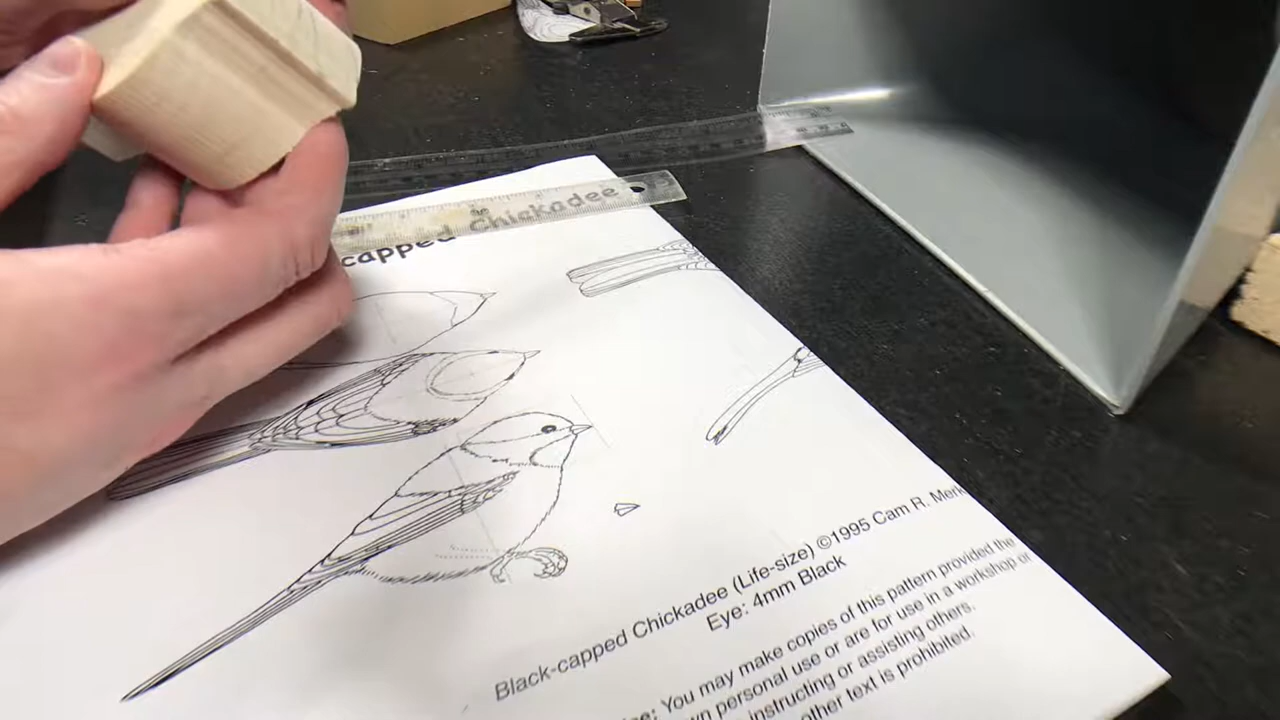 capped Chickadee
Black-capped Chickadee (Life-size) ©1995 Cam R. Merk
Eye: 4mm Black
You may make copies of this pattern provided the
wn personal use or are for use in a workshop or
instructing or assisting others.
other text is prohibited.